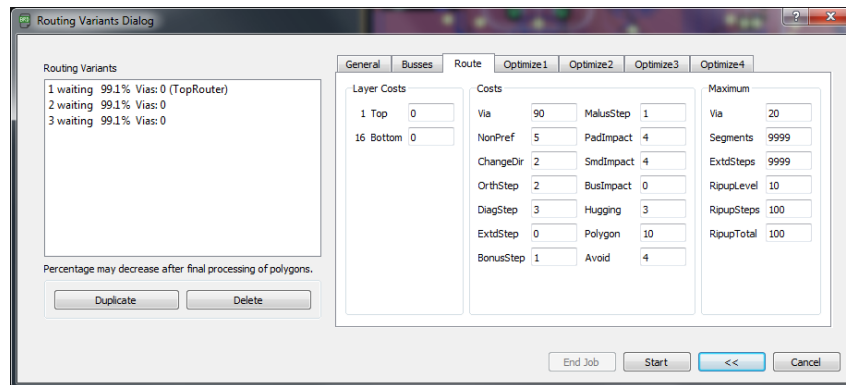 Routing Variants Dialog
Routing Variants
1 waiting 99.1% Vias: 0 (TopRouter)
2 waiting 99.1% Vias: 0
3 waiting 99.1% Vias: 0
Percentage may decrease after final processing of polygons.
Duplicate Delete
General Busses Route Optimize1 Optimize2 Optimize3 Optimize4
Layer Costs
1 Top 0
16 Bottom 0
Costs
Via 90 MalusStep 1
NonPref 5 PadImpact 4
ChangeDir 2 SmdImpact 4
OrthStep 2 BusImpact 0
DiagStep 3 Hugging 3
ExtdStep 0 Polygon 10
BonusStep 1 Avoid 4
Maximum
Via 20
Segments 9999
ExtdSteps 9999
RipupLevel 10
RipupSteps 100
RipupTotal 100
End Job Start << Cancel